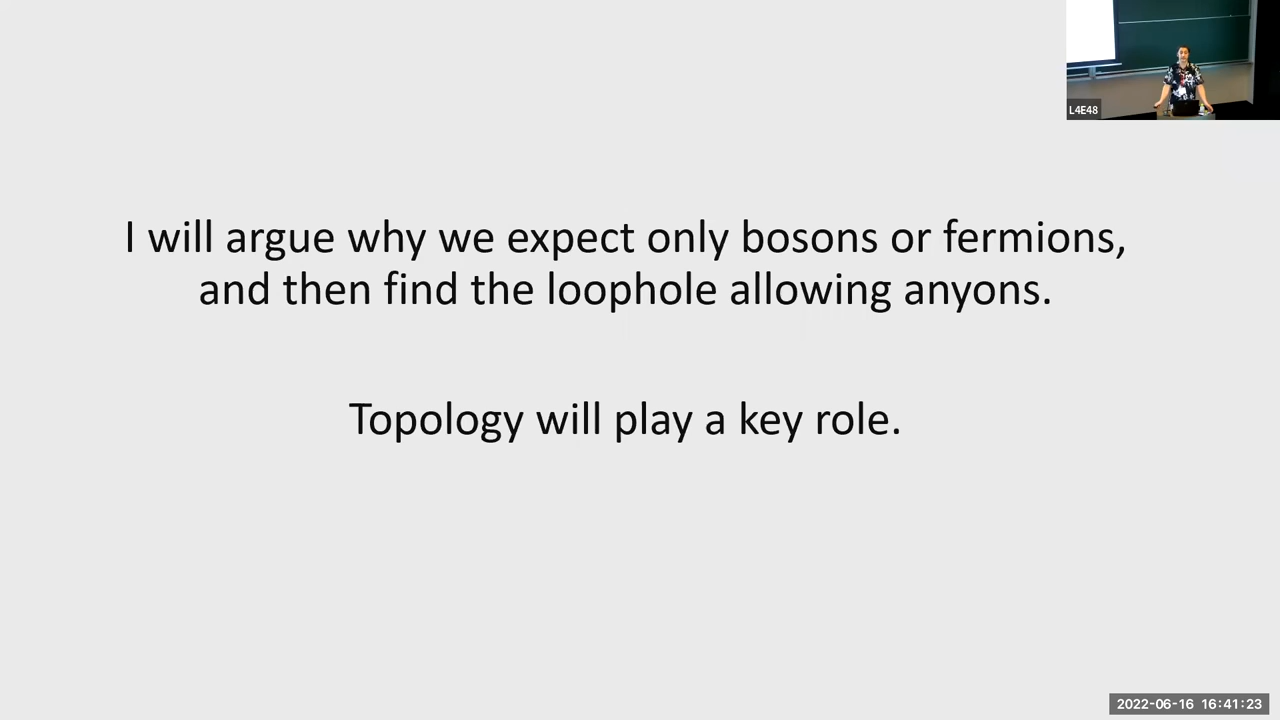 L4E48
I will argue why we expect only bosons or fermions,
and then find the loophole allowing anyons.
Topology will play a key role.
2022-06-16 16:41:23